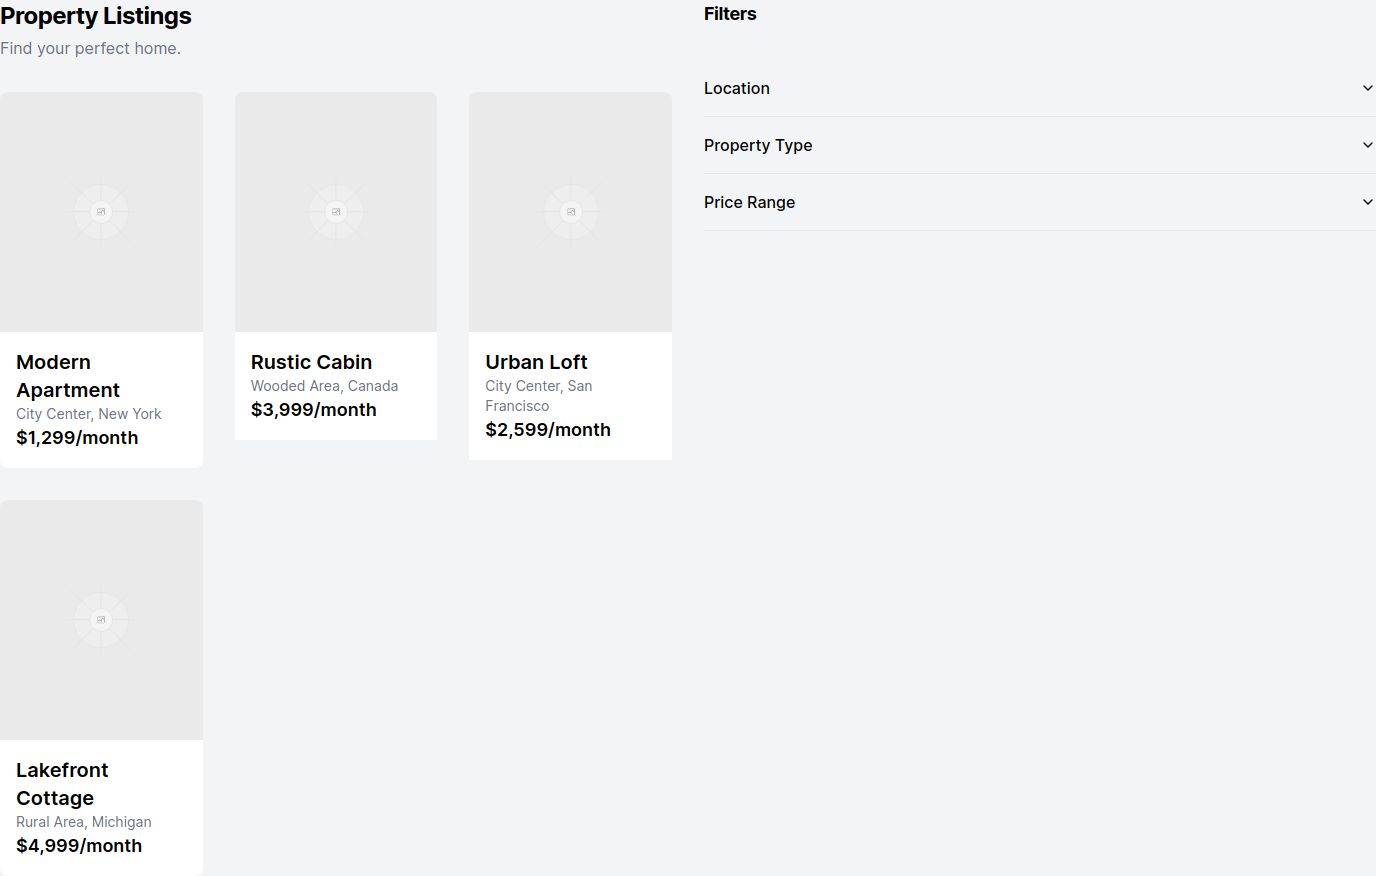 Property Listings
Find your perfect home.
Modern
Apartment
City Center, New York
$1,299/month
Rustic Cabin
Wooded Area, Canada
$3,999/month
Urban Loft
City Center, San
Francisco
$2,599/month
Lakefront
Cottage
Rural Area, Michigan
$4,999/month
Filters
Location
Property Type
Price Range